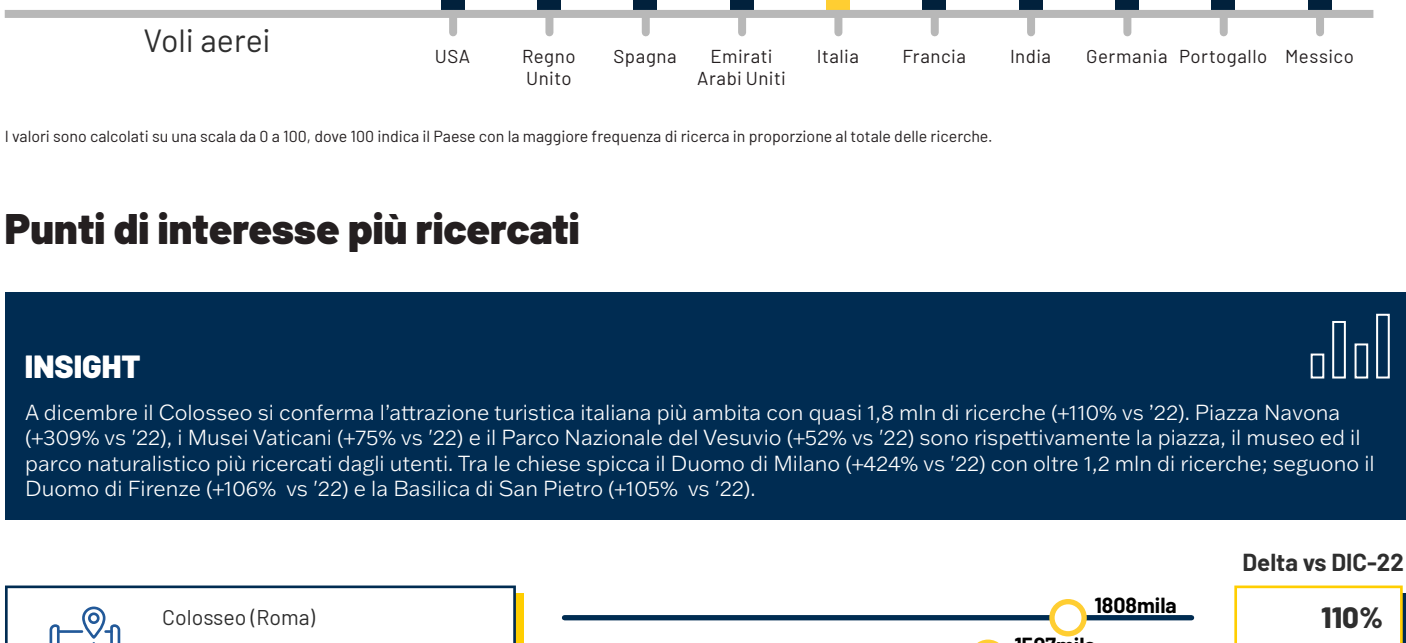 Voli aerei
USA
Regno
Unito
Spagna
Emirati
Arabi Uniti
Italia
Francia
India
Germania
Portogallo
Messico
I valori sono calcolati su una scala da 0 a 100, dove 100 indica il Paese con la maggiore frequenza di ricerca in proporzione al totale delle ricerche.
Punti di interesse più ricercati
INSIGHT
A dicembre il Colosseo si conferma l'attrazione turistica italiana più ambita con quasi 1,8 mln di ricerche (+110% vs '22). Piazza Navona
(+309% vs '22), i Musei Vaticani (+75% vs '22) e il Parco Nazionale del Vesuvio (+52% vs '22) sono rispettivamente la piazza, il museo ed il
parco naturalistico più ricercati dagli utenti. Tra le chiese spicca il Duomo di Milano (+424% vs '22) con oltre 1,2 mln di ricerche; seguono il
Duomo di Firenze (+106%  vs '22) e la Basilica di San Pietro (+105%  vs '22).
Delta vs DIC-22
Colosseo (Roma)
1808mila
110%